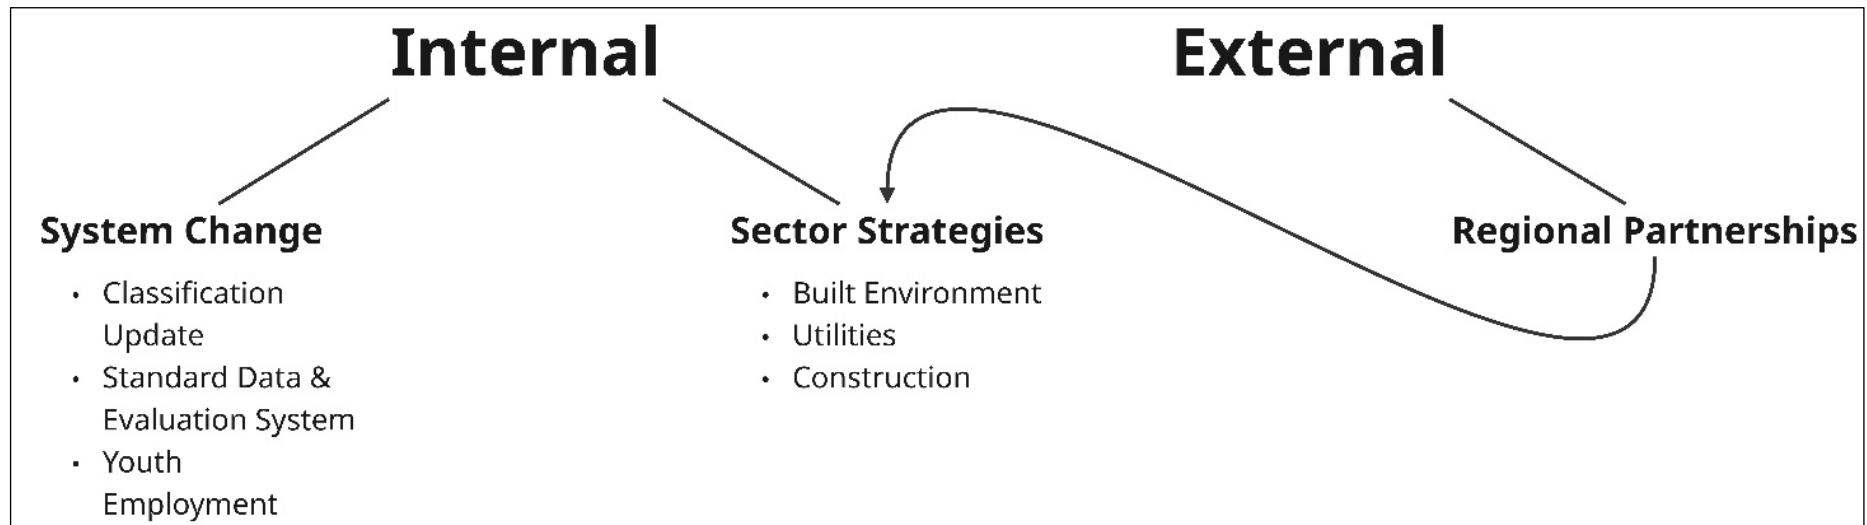 Internal
External
System Change
• Classification
Update
• Standard Data &
Evaluation System
• Youth
Employment
Sector Strategies
• Built Environment
• Utilities
• Construction
Regional Partnerships